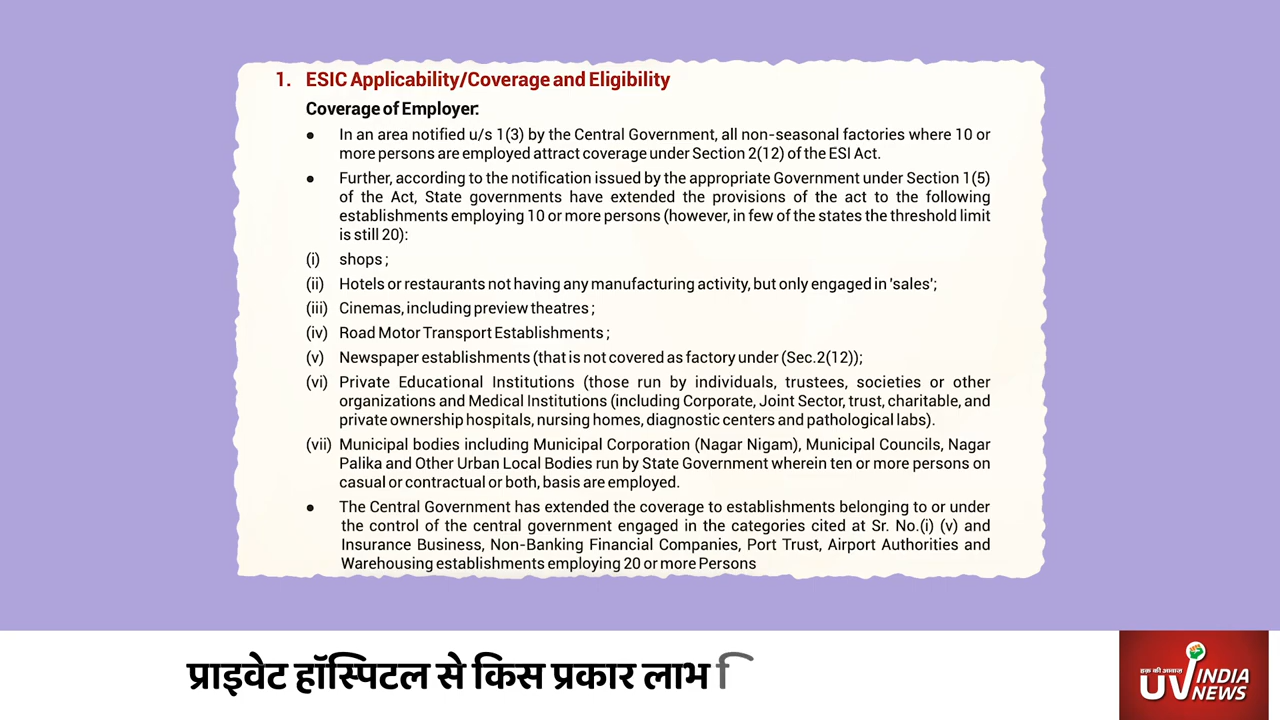 1. ESIC Applicability/Coverage and Eligibility
Coverage of Employer:
● In an area notified u/s 1(3) by the Central Government, all non-seasonal factories where 10 or
more persons are employed attract coverage under Section 2(12) of the ESI Act.
● Further, according to the notification issued by the appropriate Government under Section 1(5)
of the Act, State governments have extended the provisions of the act to the following
establishments employing 10 or more persons (however, in few of the states the threshold limit
is still 20):
(i) shops ;
(ii) Hotels or restaurants not having any manufacturing activity, but only engaged in 'sales';
(iii) Cinemas, including preview theatres ;
(iv) Road Motor Transport Establishments ;
(v) Newspaper establishments (that is not covered as factory under (Sec.2(12));
(vi) Private Educational Institutions (those run by individuals, trustees, societies or other
organizations and Medical Institutions (including Corporate, Joint Sector, trust, charitable, and
private ownership hospitals, nursing homes, diagnostic centers and pathological labs).
(vii) Municipal bodies including Municipal Corporation (Nagar Nigam), Municipal Councils, Nagar
Palika and Other Urban Local Bodies run by State Government wherein ten or more persons on
casual or contractual or both, basis are employed.
● The Central Government has extended the coverage to establishments belonging to or under
the control of the central government engaged in the categories cited at Sr. No.(i) (v) and
Insurance Business, Non-Banking Financial Companies, Port Trust, Airport Authorities and
Warehousing establishments employing 20 or more Persons
प्राइवेट हॉस्पिटल से किस प्रकार लाभ
हक की आवाज़
UV INDIA
NEWS